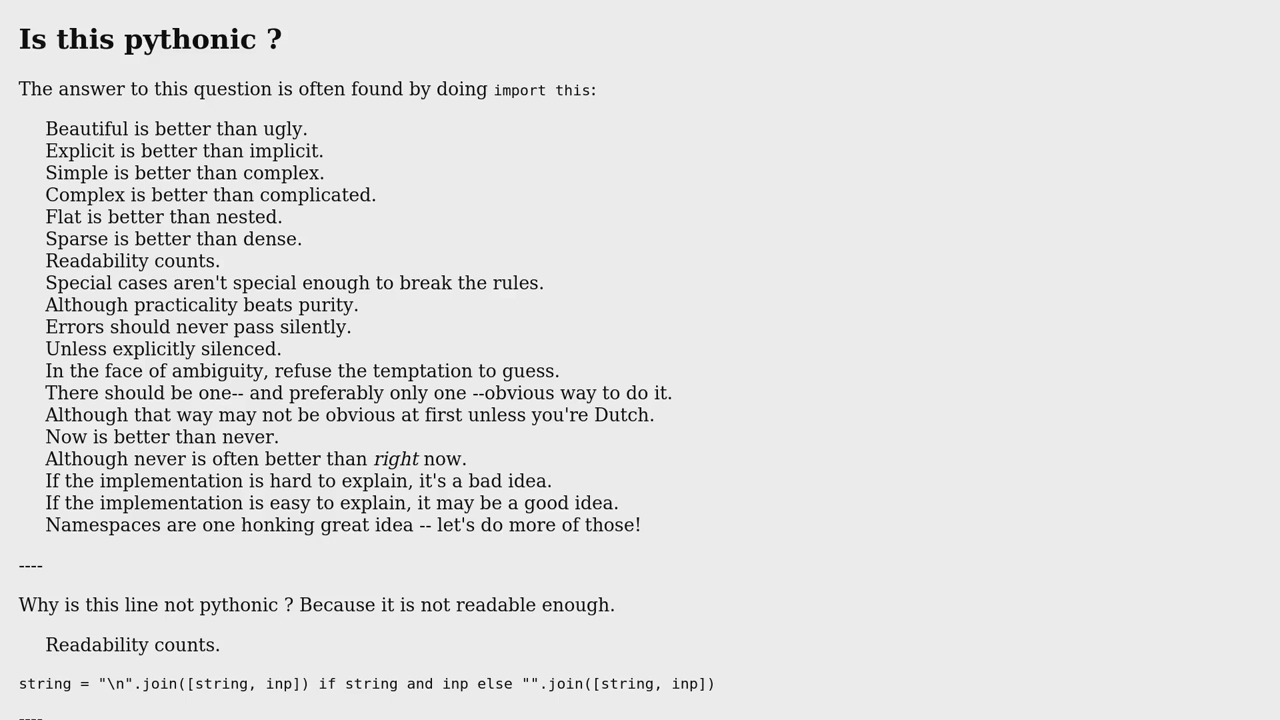 Is this pythonic ?
The answer to this question is often found by doing import this:
Beautiful is better than ugly.
Explicit is better than implicit.
Simple is better than complex.
Complex is better than complicated.
Flat is better than nested.
Sparse is better than dense.
Readability counts.
Special cases aren't special enough to break the rules.
Although practicality beats purity.
Errors should never pass silently.
Unless explicitly silenced.
In the face of ambiguity, refuse the temptation to guess.
There should be one-- and preferably only one --obvious way to do it.
Although that way may not be obvious at first unless you're Dutch.
Now is better than never.
Although never is often better than right now.
If the implementation is hard to explain, it's a bad idea.
If the implementation is easy to explain, it may be a good idea.
Namespaces are one honking great idea -- let's do more of those!
----
Why is this line not pythonic ? Because it is not readable enough.
Readability counts.
string = "\n".join([string, inp]) if string and inp else "".join([string, inp])
----